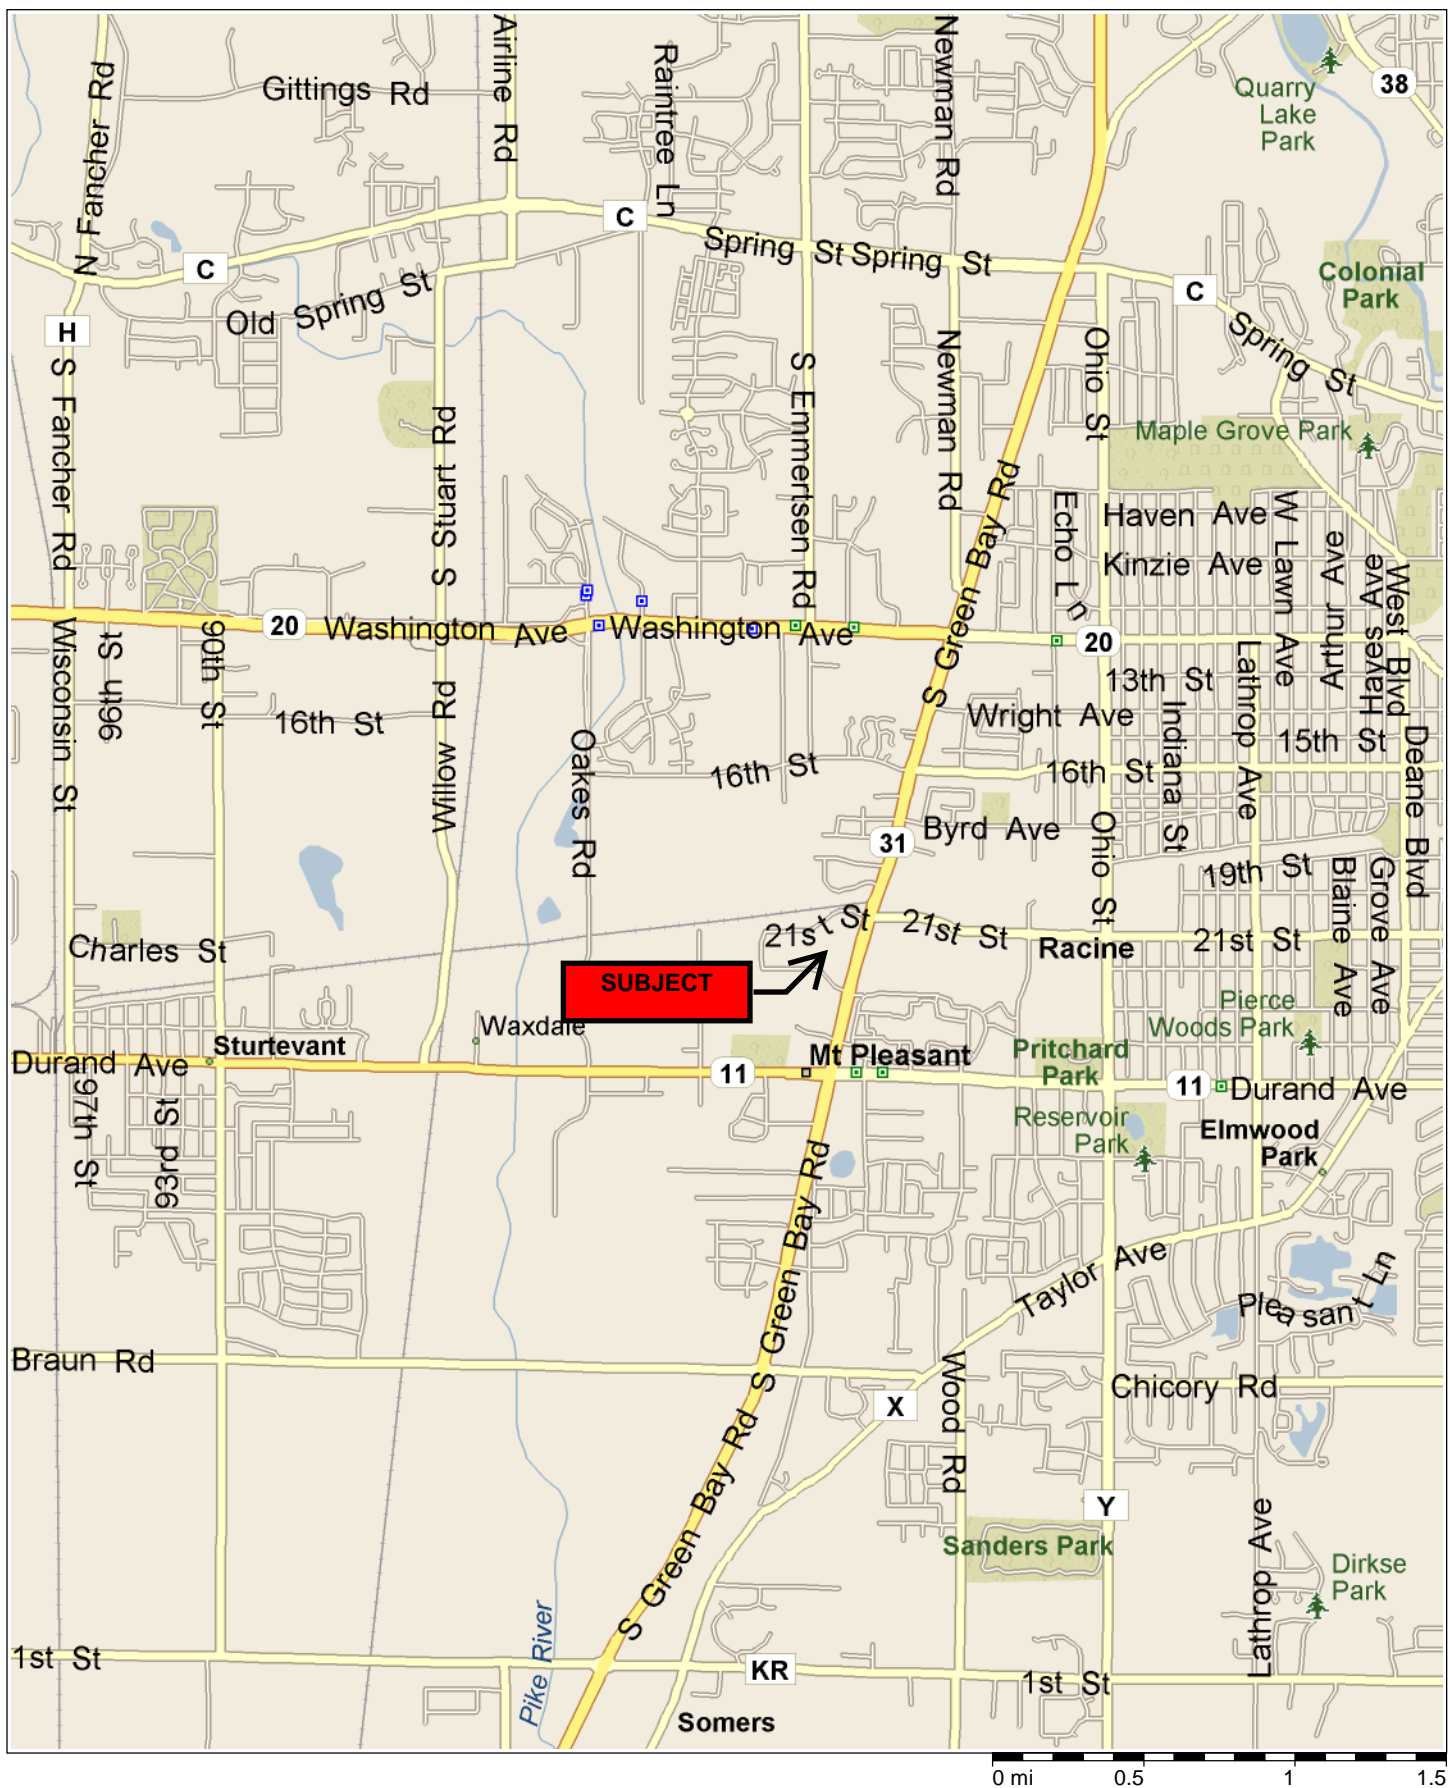 Airline Rd
Raintree Ln
Newman Rd
N Fancher Rd
Gittings Rd
38
Quarry
Lake
Park
C
Spring St
Spring St
C
Colonial
Park
C
Old Spring St
H
Spring St
S Fancher Rd
S Stuart Rd
S Emmertsen Rd
Newman Rd
Ohio St
Maple Grove Park
S Green Bay Rd
Echo Ln
Haven Ave
Kinzie Ave
W Lawn Ave
Arthur Ave
Hayes Ave
West Blvd
20
Washington Ave
Washington Ave
20
Wisconsin St
96th St
90th St
16th St
Willow Rd
Oakes Rd
16th St
13th St
Wright Ave
Indiana St
Lathrop Ave
15th St
16th St
Deane Blvd
31
Byrd Ave
Ohio St
19th St
Blaine Ave
Grove Ave
Charles St
21st St
21st St
Racine
21st St
SUBJECT
Waxdale
Pierce
Woods Park
Sturtevant
Durand Ave
11
Mt Pleasant
Pritchard
Park
11
Durand Ave
97th St
93rd St
Reservoir
Park
Elmwood
Park
S Green Bay Rd
Taylor Ave
Pleasant Ln
Braun Rd
Wood Rd
Chicory Rd
X
S Green Bay Rd
Y
Sanders Park
Lathrop Ave
Dirkse
Park
Pike River
1st St
KR
1st St
Somers
0 mi 0.5 1 1.5